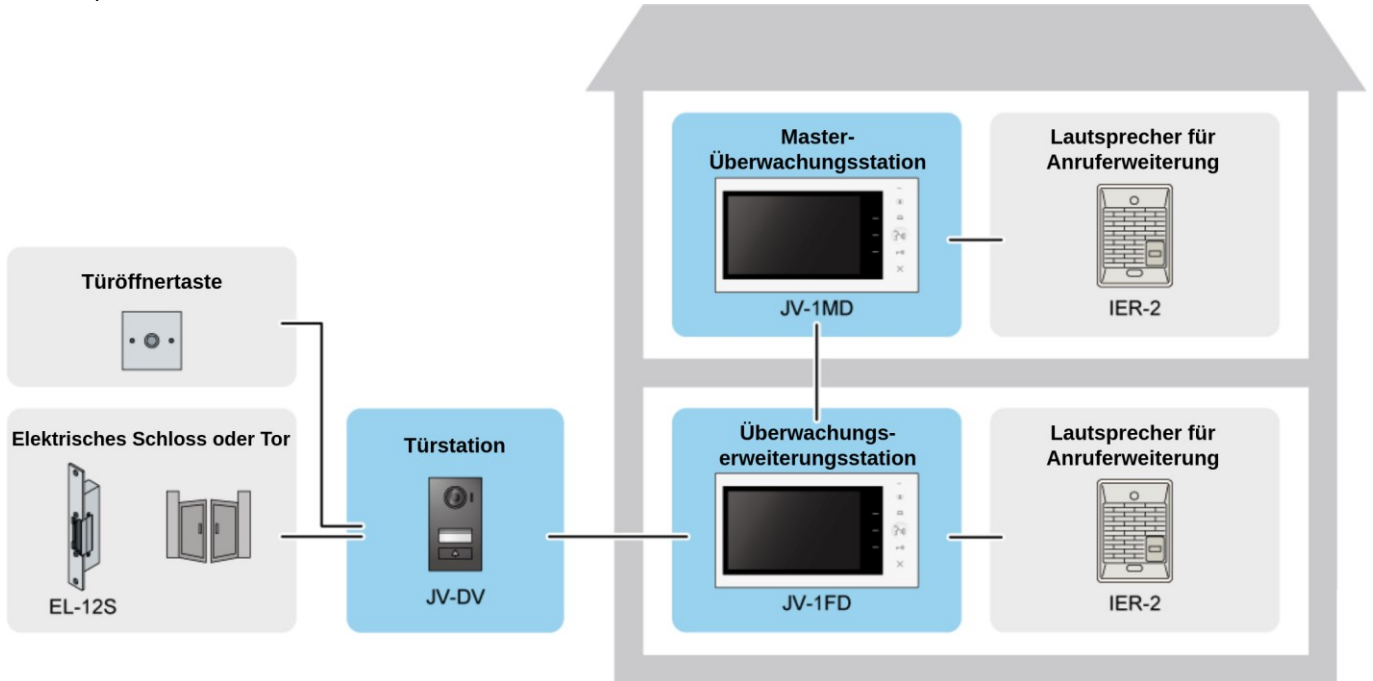 Master-
Überwachungsstation
JV-1MD
Lautsprecher für
Anruferweiterung
IER-2
Türöffnertaste
Elektrisches Schloss oder Tor
EL-12S
Türstation
JV-DV
Überwachungs-
erweiterungsstation
JV-1FD
Lautsprecher für
Anruferweiterung
IER-2